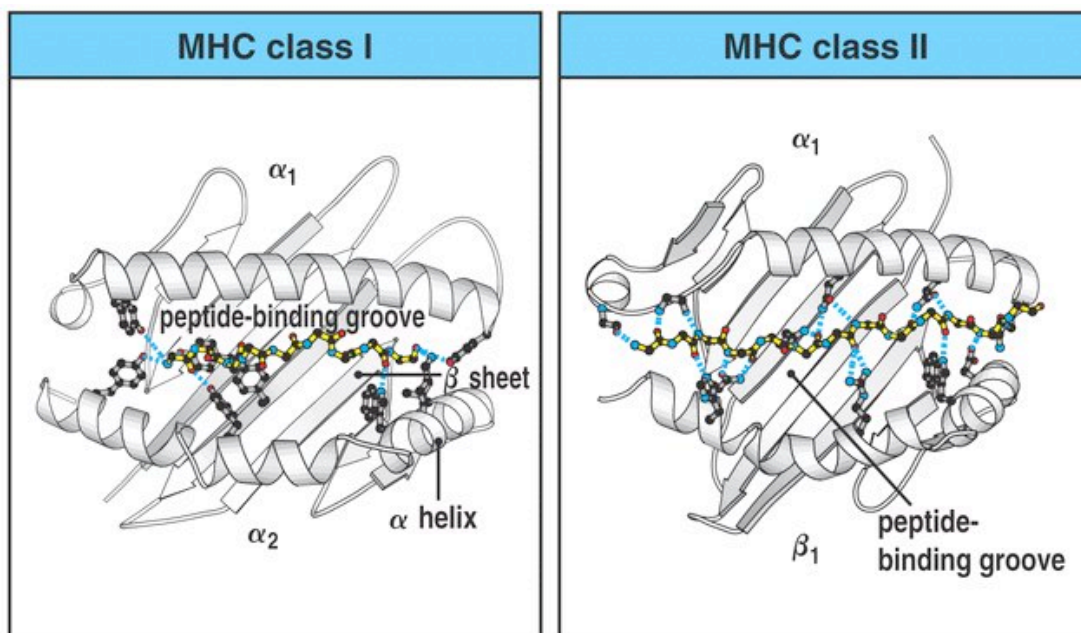 MHC class I
α1
peptide-binding groove
β sheet
α helix
α2
MHC class II
α1
peptide-
binding groove
β1